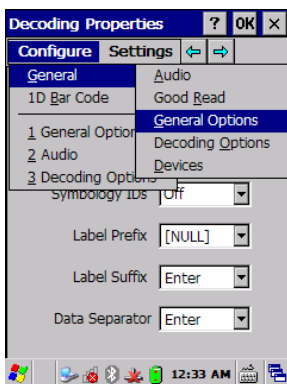 Decoding Properties ? OK ×
Configure Settings
General
1D Bar Code
1 General Option
2 Audio
3 Decoding Options
Audio
Good Read
General Options
Decoding Options
Devices
Symbology IDs Off
Label Prefix [NULL]
Label Suffix Enter
Data Separator Enter
12:33 AM